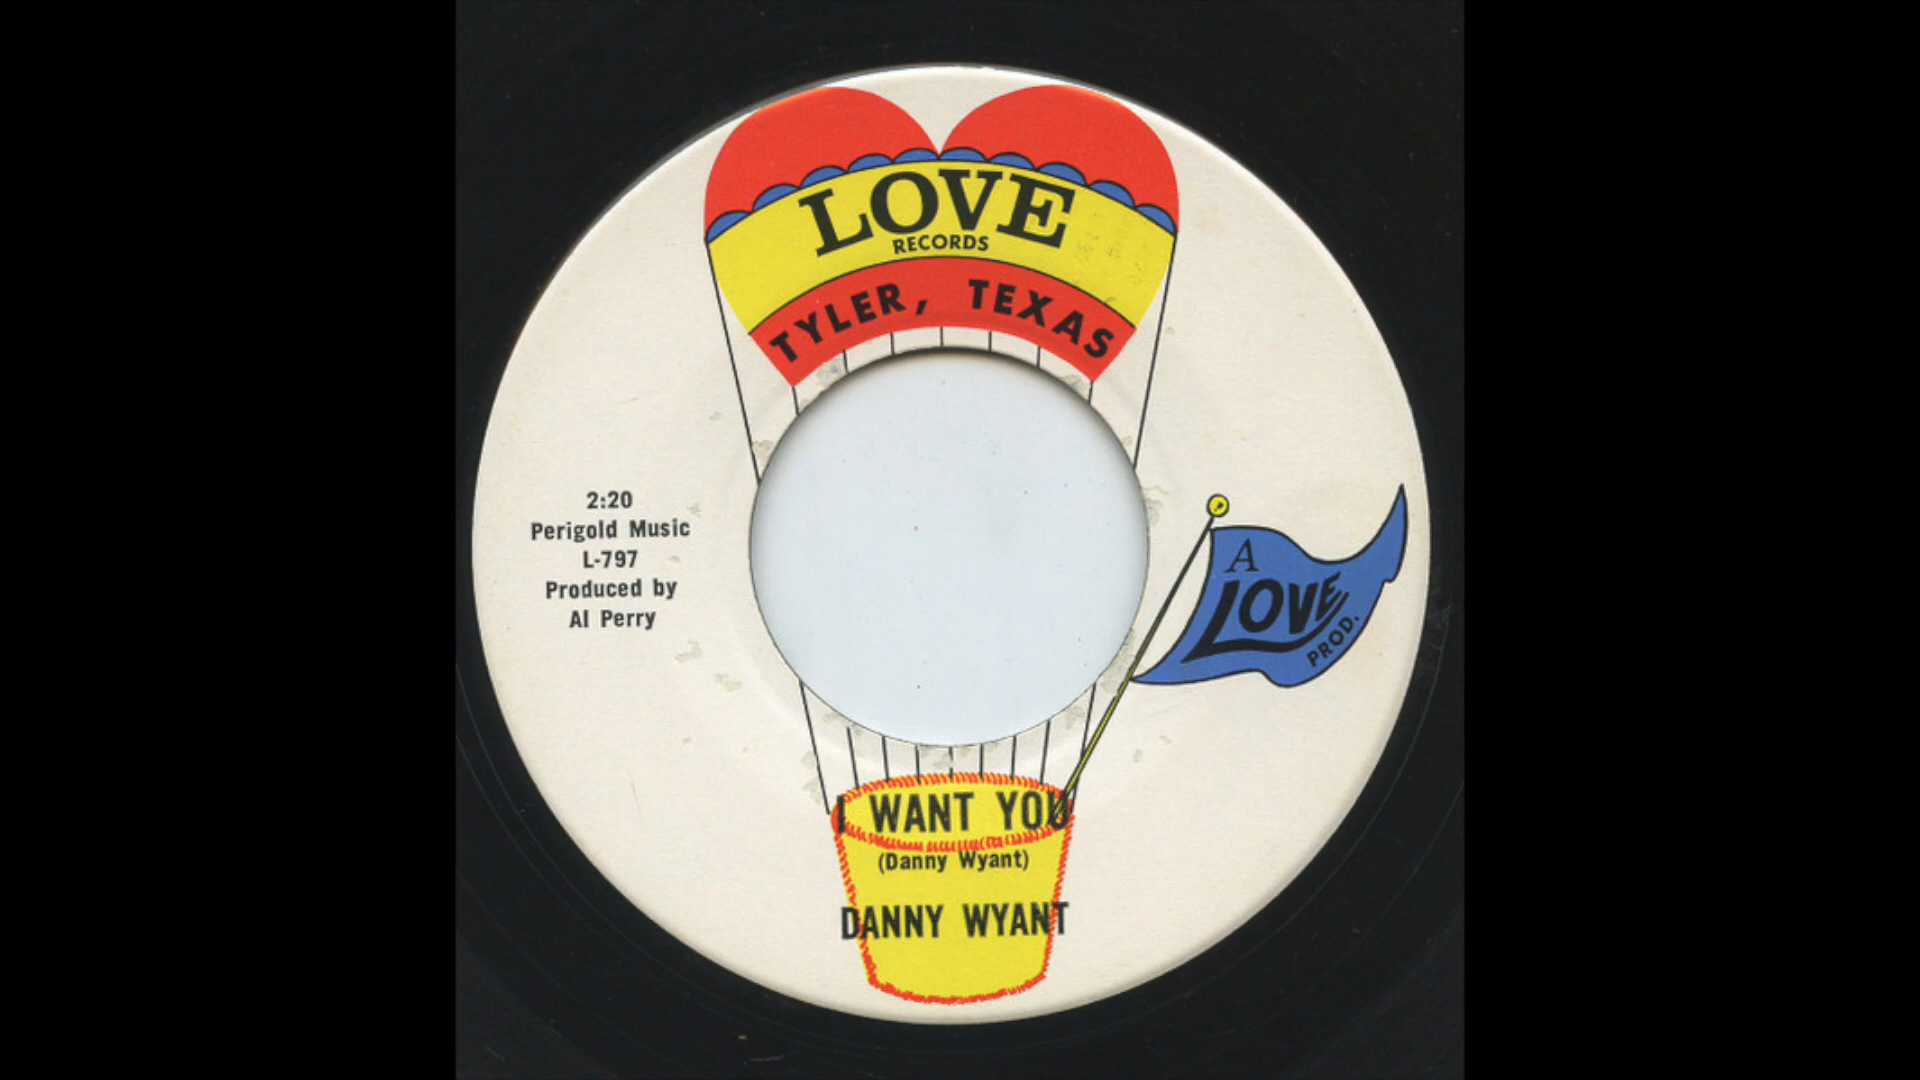 LOVE
RECORDS
TYLER, TEXAS
2:20
Perigold Music
L-797
Produced by
Al Perry
A
LOVE
PROD.
I WANT YOU
(Danny Wyant)
DANNY WYANT